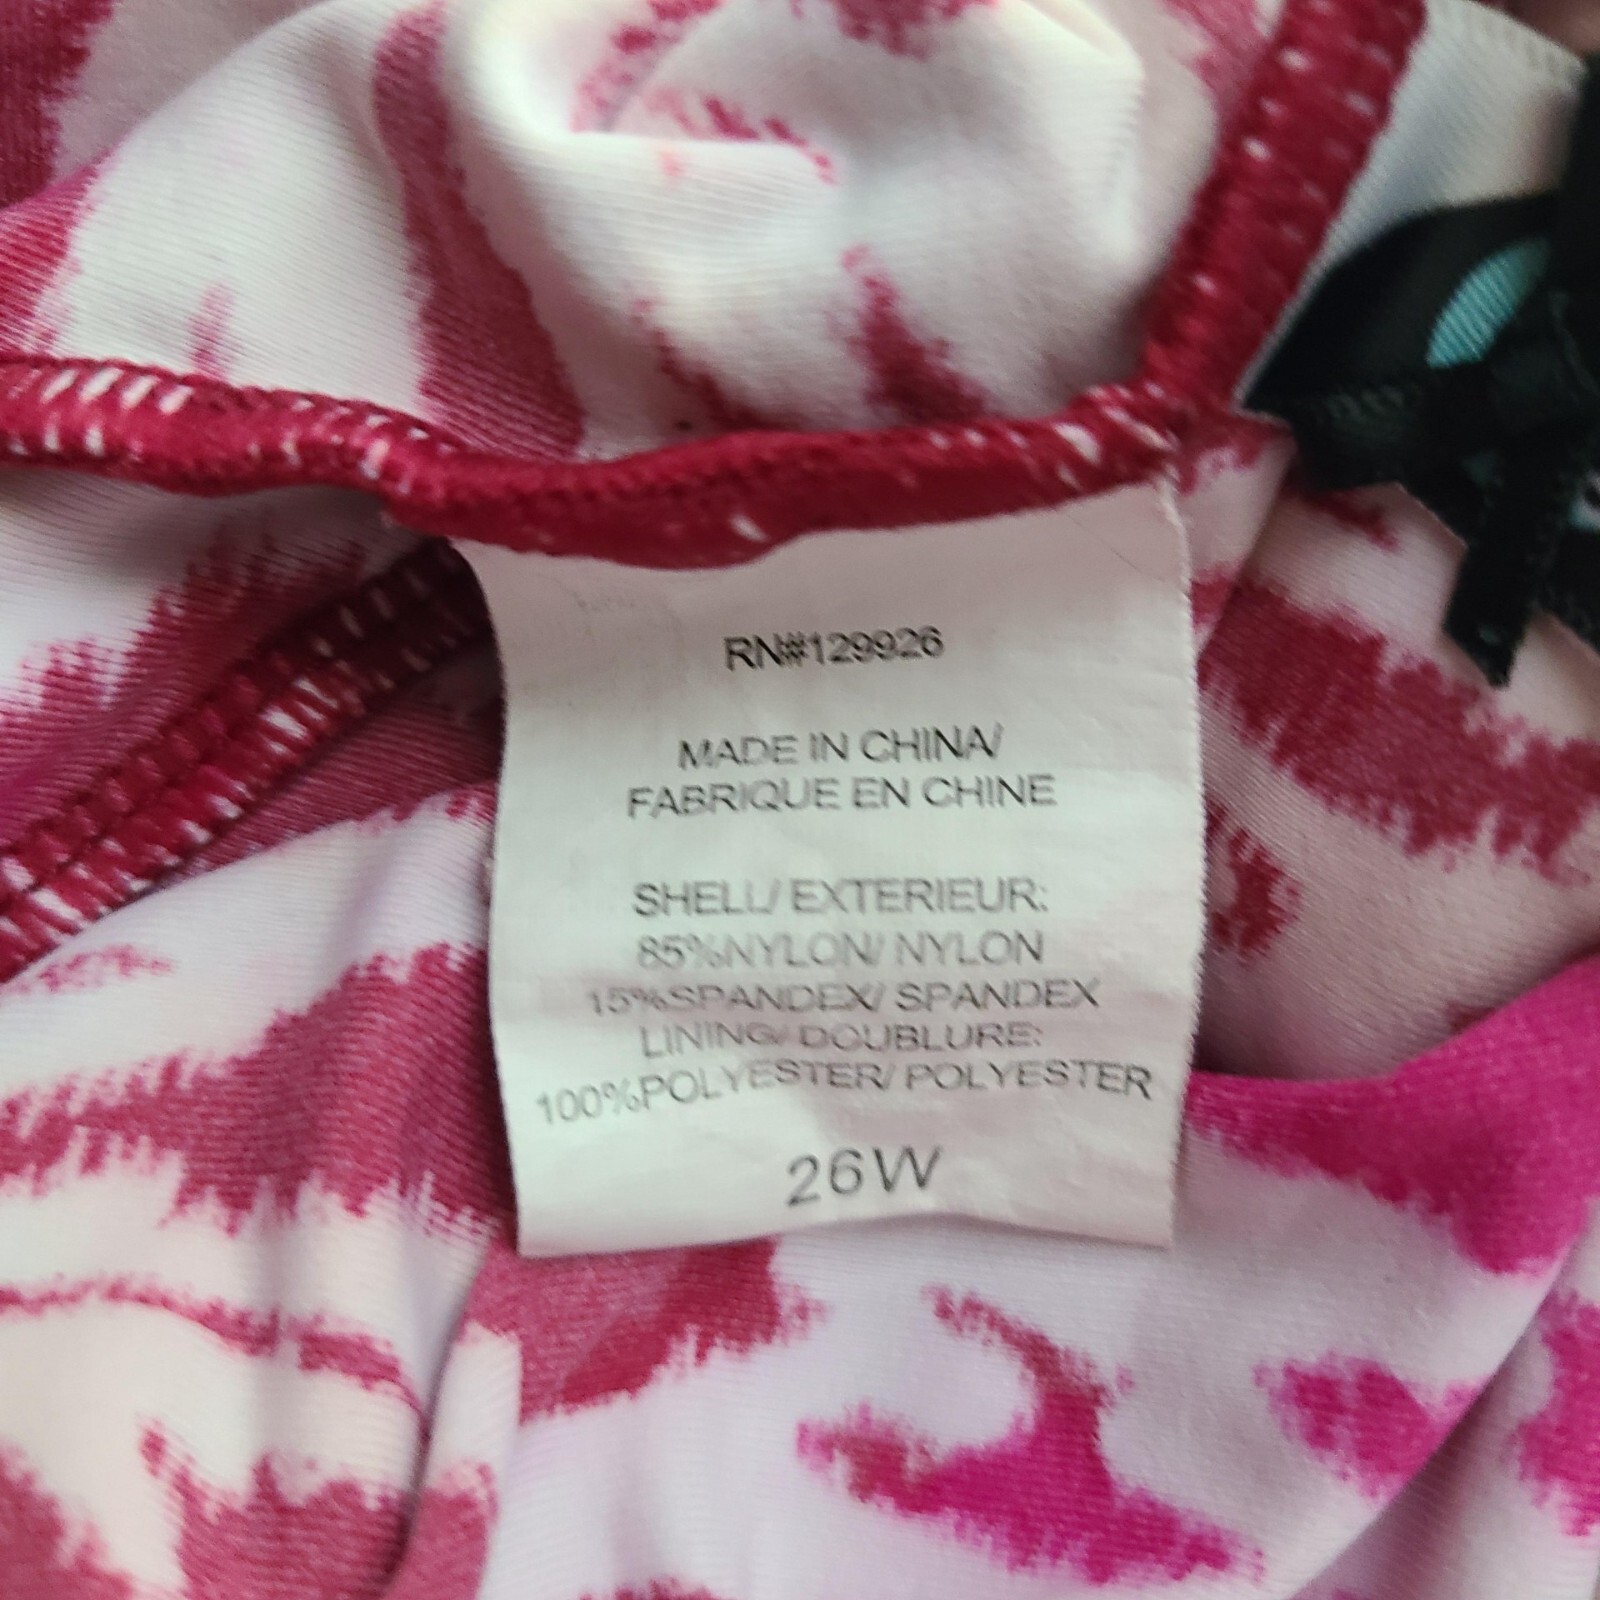 RN#129926
MADE IN CHINA/
FABRIQUE EN CHINE
SHELL/ EXTERIEUR:
85%NYLON/ NYLON
15%SPANDEX/ SPANDEX
LINING/ DOUBLURE:
100%POLYESTER/ POLYESTER
26W